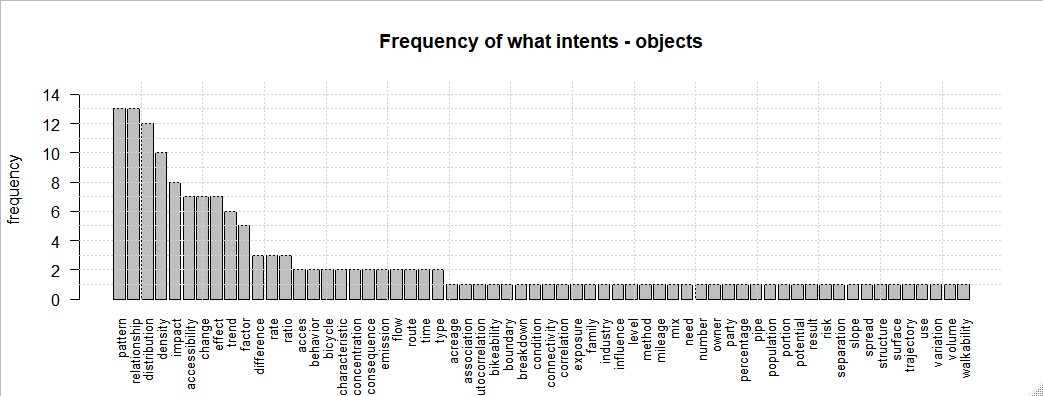 Frequency of what intents - objects
frequency
14
12
10
8
6
4
2
0
pattern
relationship
distribution
density
impact
accessibility
change
effect
trend
factor
difference
rate
ratio
acces
behavior
bicycle
characteristic
concentration
consequence
emission
flow
route
time
type
acreage
association
utocorrelation
bikeability
boundary
breakdown
condition
connectivity
correlation
exposure
family
industry
influence
level
method
mileage
mix
need
number
owner
party
percentage
pipe
population
portion
potential
result
risk
separation
slope
spread
structure
surface
trajectory
use
variation
volume
walkability